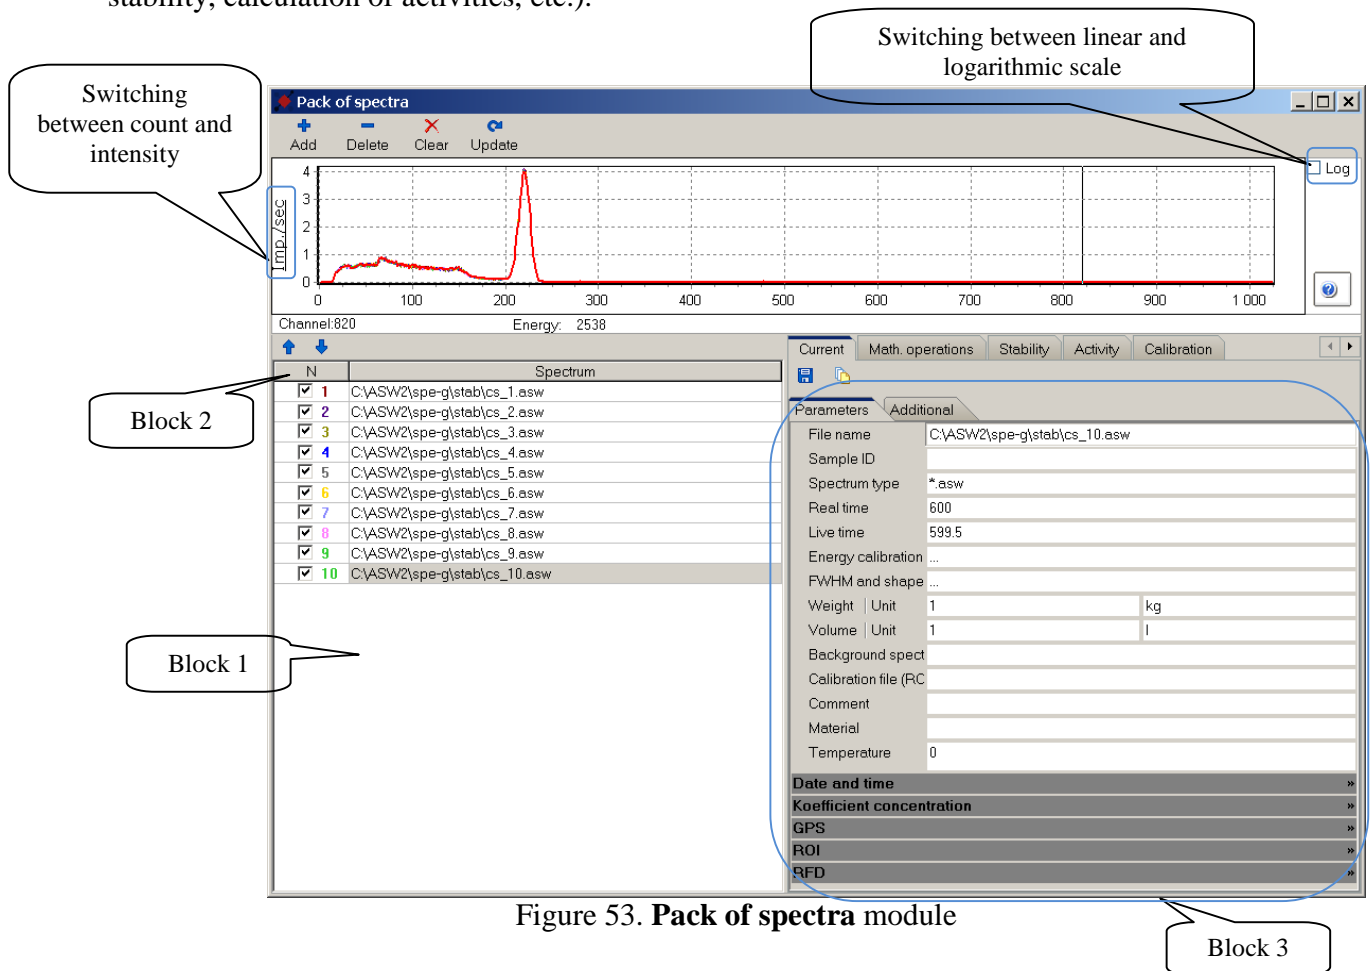 stability, calculation of activities, etc.).
Switching between linear and
logarithmic scale
Switching
between count and
intensity
Pack of spectra
Add Delete Clear Update
Log
Imp./sec
4
3
2
1
0
0 100 200 300 400 500 600 700 800 900 1 000
Channel:820 Energy: 2538
Current Math. operations Stability Activity Calibration
N Spectrum
1 C:\ASW2\spe-g\stab\cs_1.asw
2 C:\ASW2\spe-g\stab\cs_2.asw
3 C:\ASW2\spe-g\stab\cs_3.asw
4 C:\ASW2\spe-g\stab\cs_4.asw
5 C:\ASW2\spe-g\stab\cs_5.asw
6 C:\ASW2\spe-g\stab\cs_6.asw
7 C:\ASW2\spe-g\stab\cs_7.asw
8 C:\ASW2\spe-g\stab\cs_8.asw
9 C:\ASW2\spe-g\stab\cs_9.asw
10 C:\ASW2\spe-g\stab\cs_10.asw
Block 2
Block 1
Parameters Additional
File name C:\ASW2\spe-g\stab\cs_10.asw
Sample ID
Spectrum type *.asw
Real time 600
Live time 599.5
Energy calibration ...
FWHM and shape ...
Weight | Unit 1 kg
Volume | Unit 1 l
Background spect
Calibration file (RC
Comment
Material
Temperature 0
Date and time »
Koefficient concentration »
GPS »
ROI »
RFD »
Figure 53. Pack of spectra module
Block 3